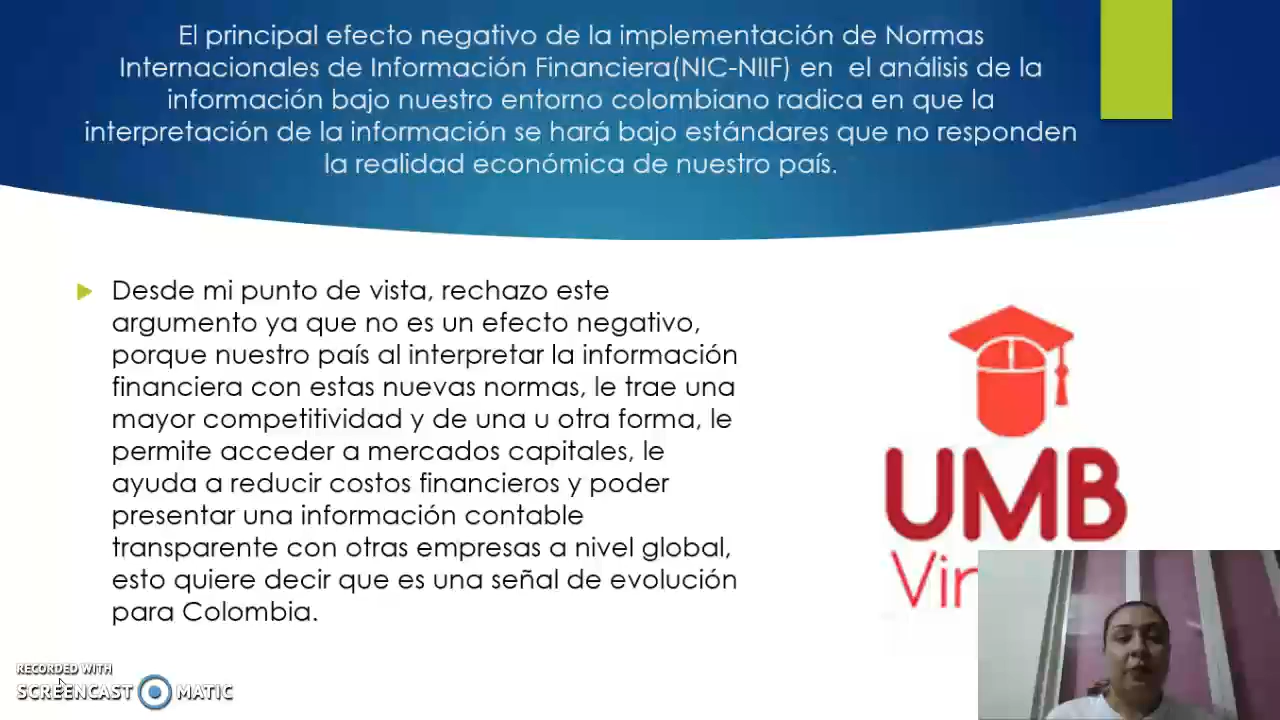 El principal efecto negativo de la implementación de Normas
Internacionales de Información Financiera(NIC-NIIF) en el análisis de la
información bajo nuestro entorno colombiano radica en que la
interpretación de la información se hará bajo estándares que no responden
la realidad económica de nuestro país.
Desde mi punto de vista, rechazo este
argumento ya que no es un efecto negativo,
porque nuestro país al interpretar la información
financiera con estas nuevas normas, le trae una
mayor competitividad y de una u otra forma, le
permite acceder a mercados capitales, le
ayuda a reducir costos financieros y poder
presentar una información contable
transparente con otras empresas a nivel global,
esto quiere decir que es una señal de evolución
para Colombia.
UMB
RECORDED WITH
SCREENCAST MATIC